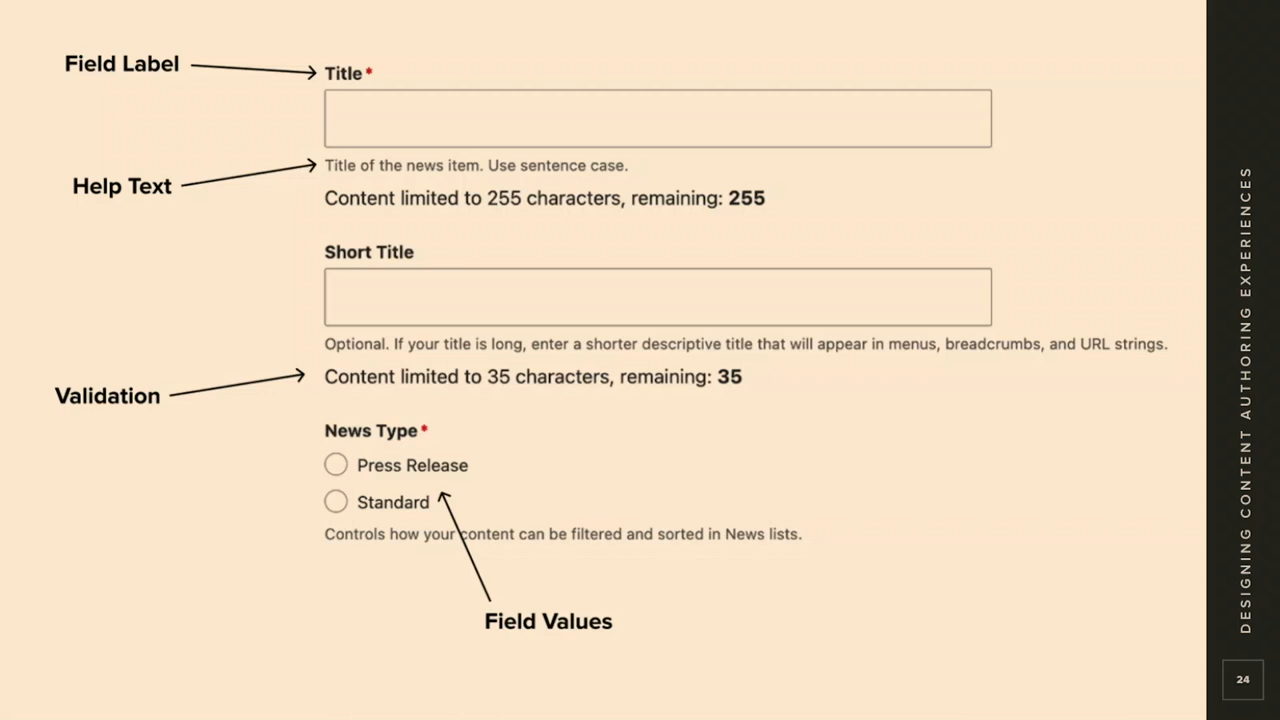 Field Label
Title*
Help Text
Title of the news item. Use sentence case.
Content limited to 255 characters, remaining: 255
Short Title
Optional. If your title is long, enter a shorter descriptive title that will appear in menus, breadcrumbs, and URL strings.
Validation
Content limited to 35 characters, remaining: 35
News Type*
Press Release
Standard
Controls how your content can be filtered and sorted in News lists.
Field Values
DESIGNING CONTENT AUTHORING EXPERIENCES
24